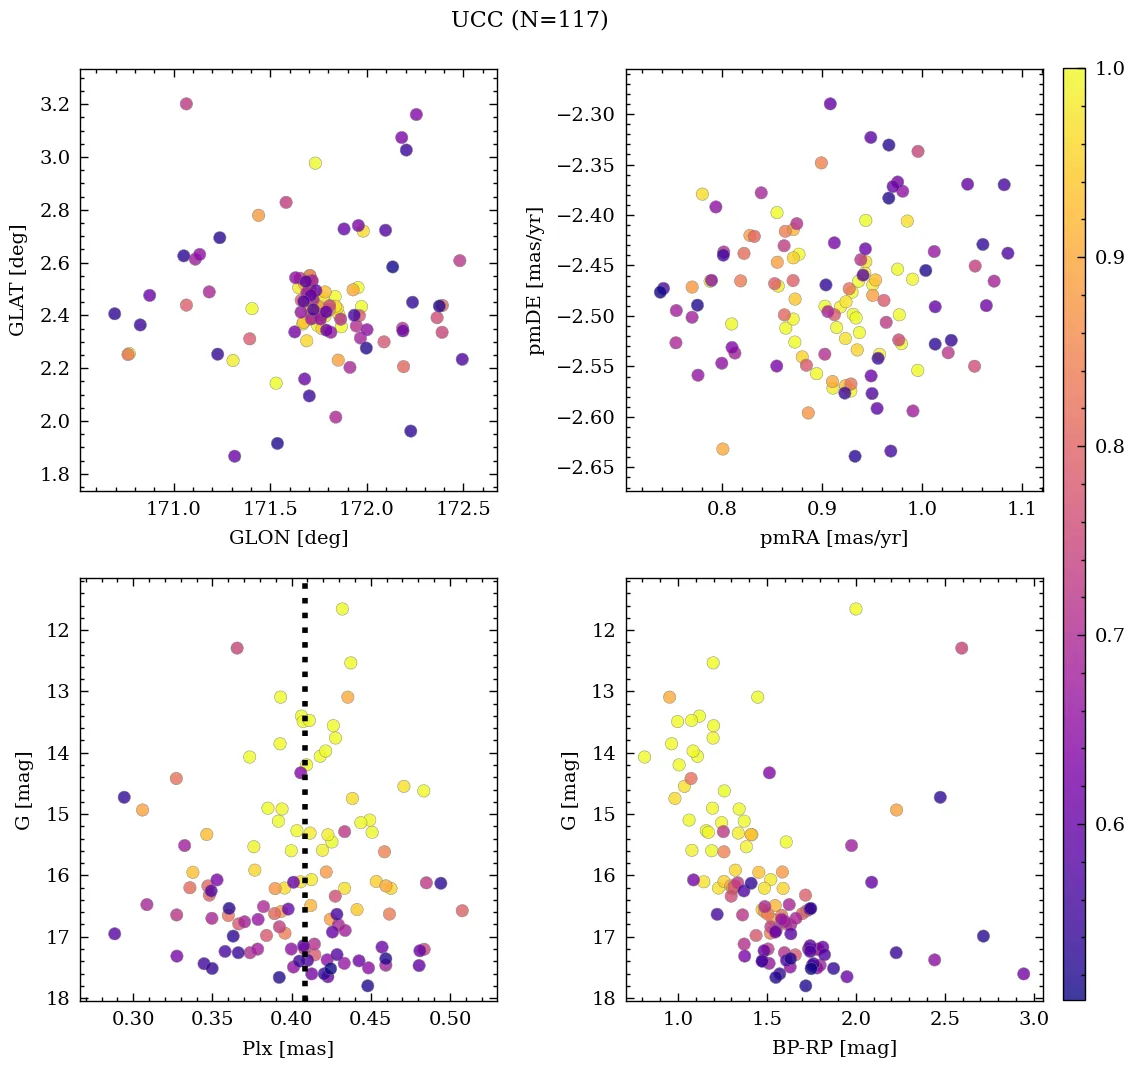 UCC (N=117)
3.2
3.0
2.8
2.6
2.4
2.2
2.0
1.8
GLAT [deg]
171.0 171.5 172.0 172.5
GLON [deg]
−2.30
−2.35
−2.40
−2.45
−2.50
−2.55
−2.60
−2.65
pmDE [mas/yr]
0.8 0.9 1.0 1.1
pmRA [mas/yr]
12
13
14
15
16
17
18
G [mag]
0.30 0.35 0.40 0.45 0.50
Plx [mas]
12
13
14
15
16
17
18
G [mag]
1.0 1.5 2.0 2.5 3.0
BP-RP [mag]
1.0
0.9
0.8
0.7
0.6